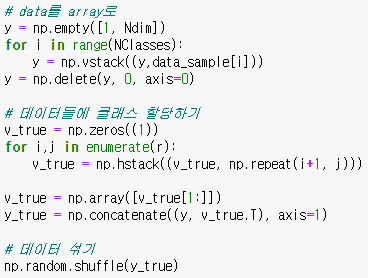 # data를 array로
y = np.empty([1, Ndim])
for i in range(NClasses):
    y = np.vstack((y,data_sample[i]))
y = np.delete(y, 0, axis=0)

# 데이터들에 클래스 할당하기
v_true = np.zeros((1))
for i,j in enumerate(r):
    v_true = np.hstack((v_true, np.repeat(i+1, j)))

v_true = np.array([v_true[1:]])
y_true = np.concatenate((y, v_true.T), axis=1)

# 데이터 섞기
np.random.shuffle(y_true)